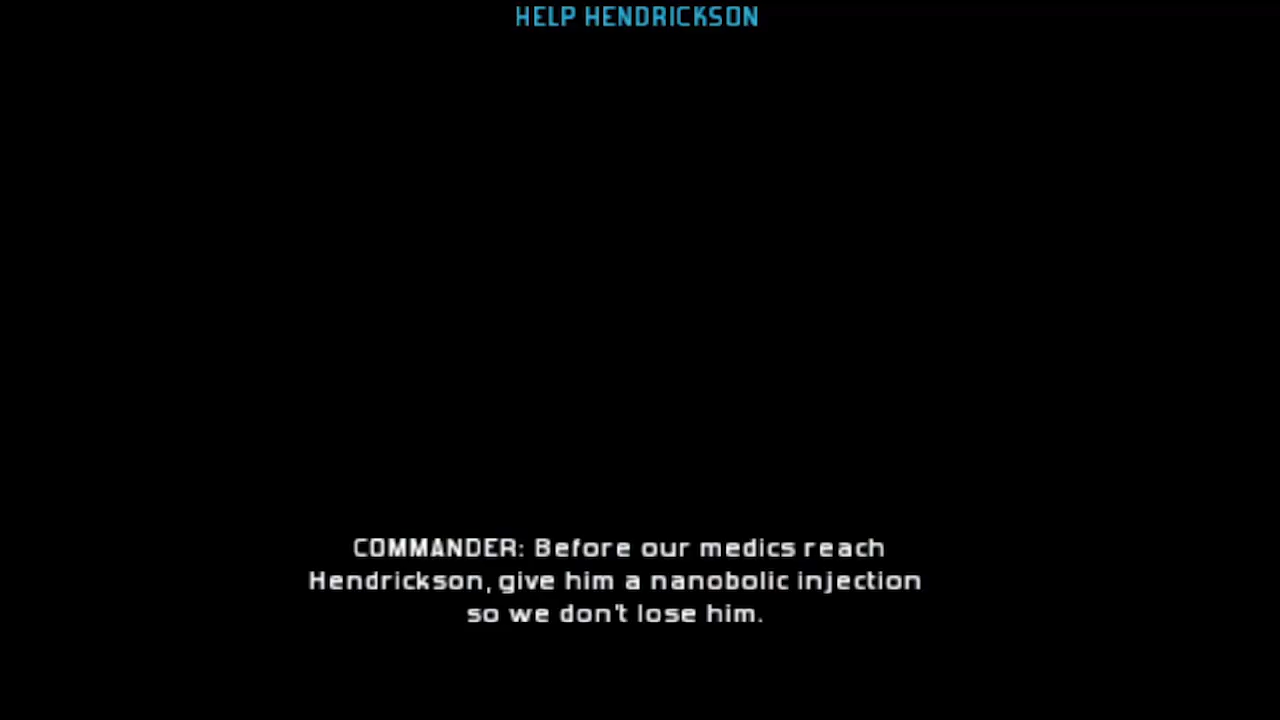 HELP HENDRICKSON
COMMANDER: Before our medics reach
Hendrickson, give him a nanobolic injection
so we don't lose him.